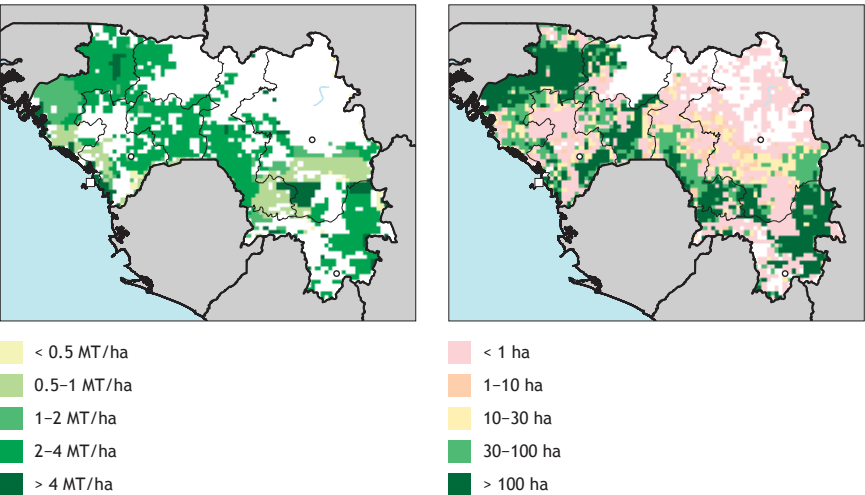 < 0.5 MT/ha
0.5–1 MT/ha
1–2 MT/ha
2–4 MT/ha
> 4 MT/ha
< 1 ha
1–10 ha
10–30 ha
30–100 ha
> 100 ha